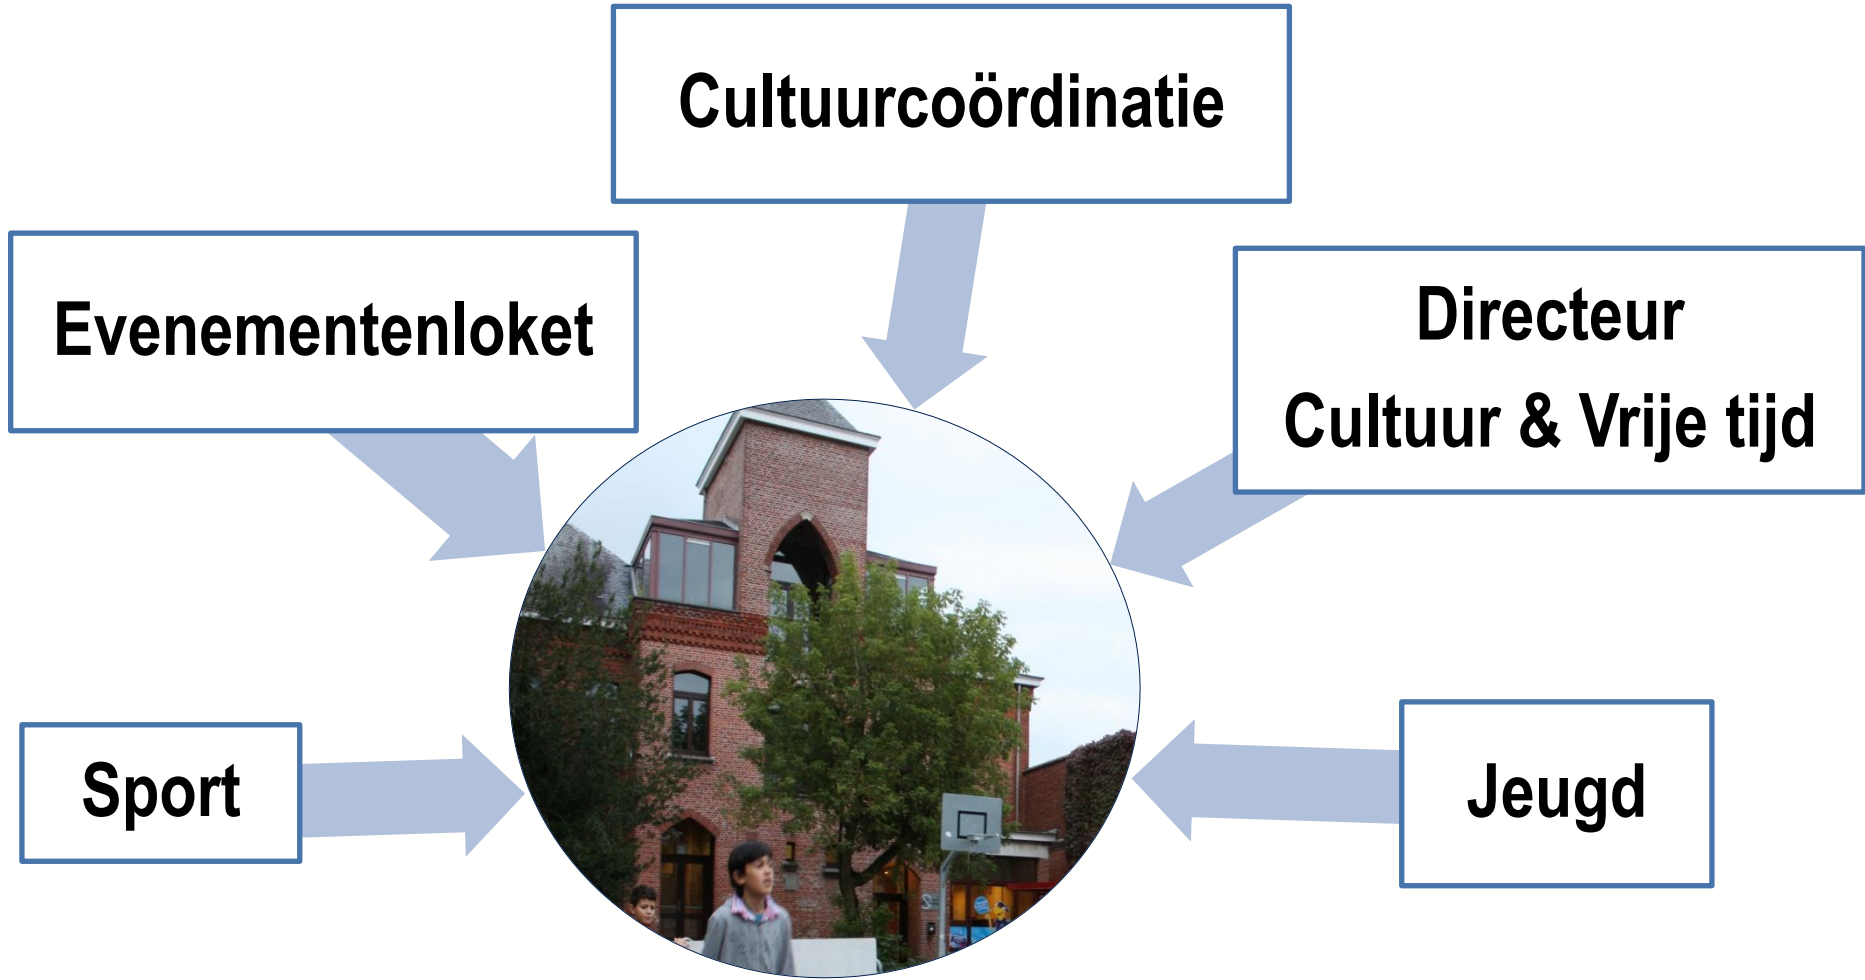 Cultuurcoördinatie
Evenementenloket
Directeur
Cultuur & Vrije tijd
Sport
Jeugd